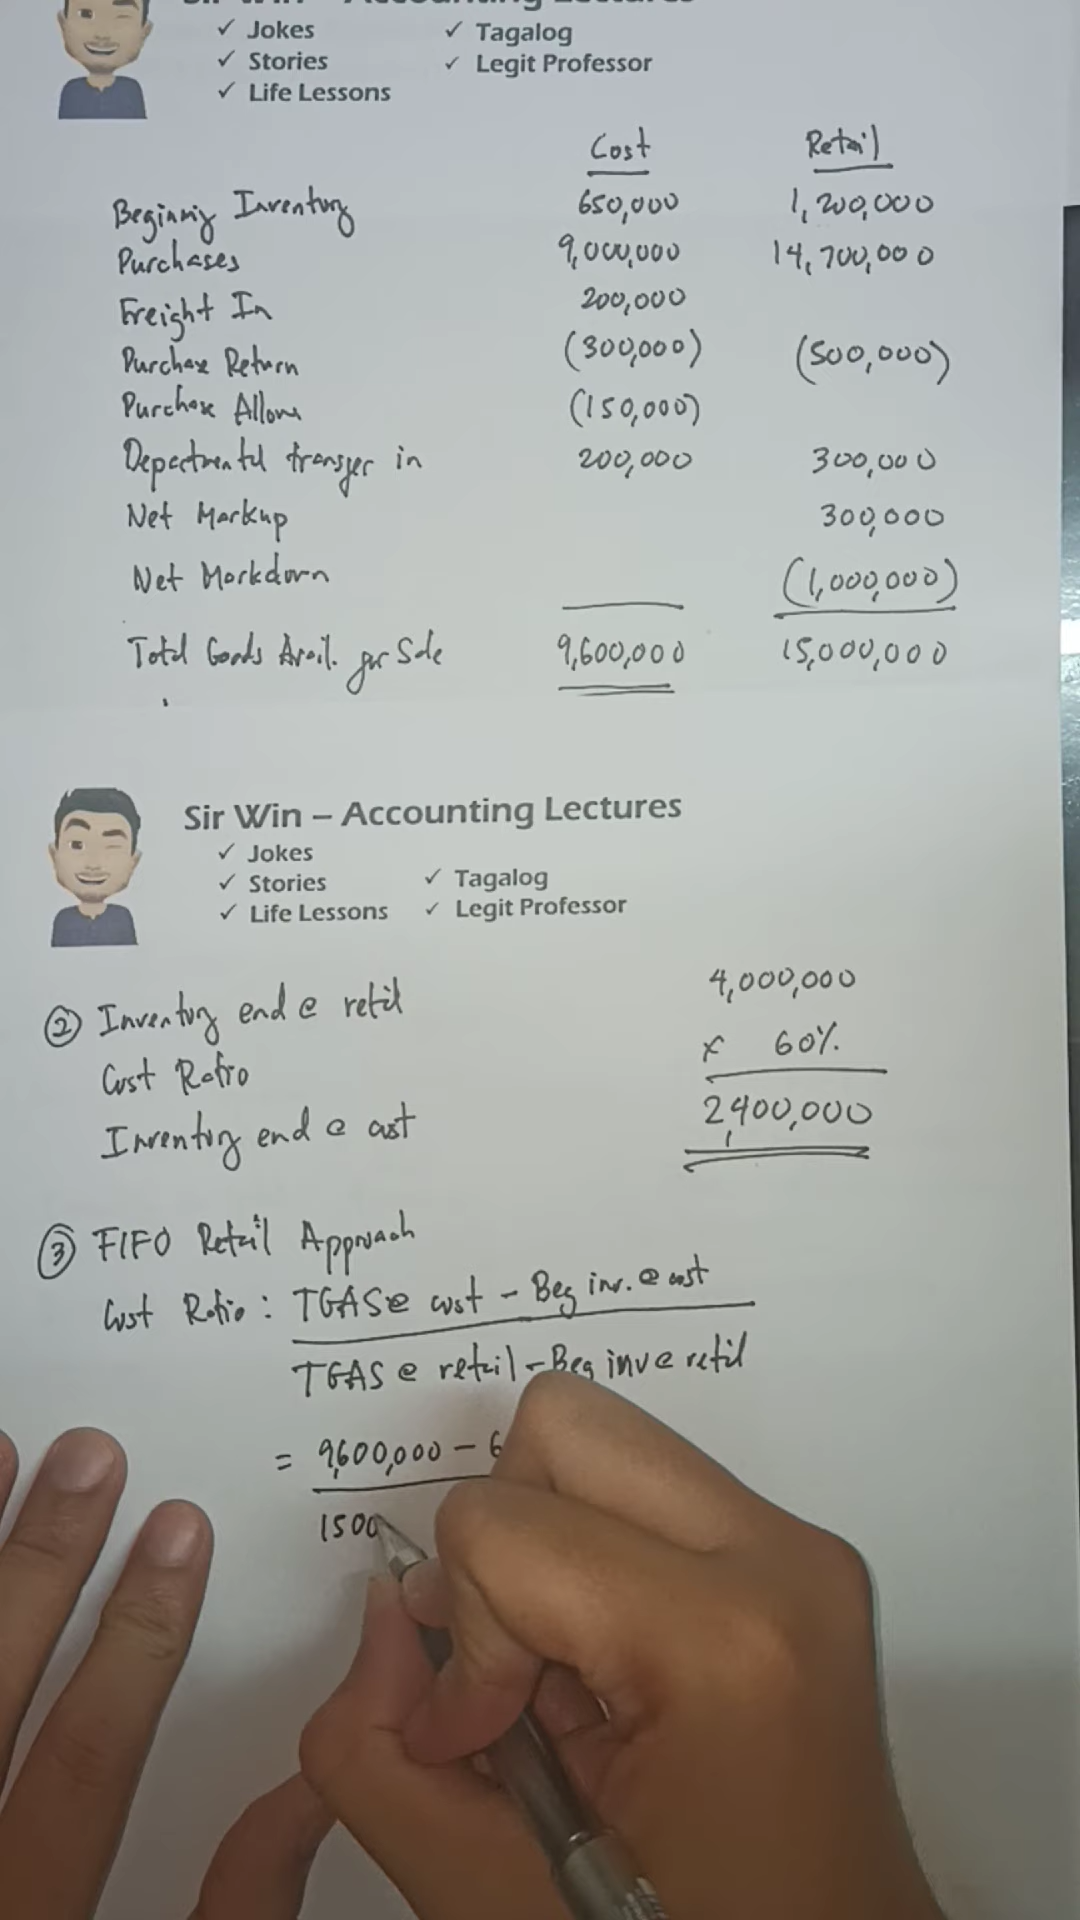 ✓ Jokes ✓ Tagalog
✓ Stories ✓ Legit Professor
✓ Life Lessons
Cost Retail
Beginning Inventory 650,000 1,200,000
Purchases 9,000,000 14,700,000
Freight In 200,000
Purchase Return (300,000) (500,000)
Purchase Allow (150,000)
Departmental transfer in 200,000 300,000
Net Markup 300,000
Net Markdown (1,000,000)
Total Goods Avail. for Sale 9,600,000 15,000,000
Sir Win – Accounting Lectures
✓ Jokes
✓ Stories ✓ Tagalog
✓ Life Lessons ✓ Legit Professor
② Inventory end @ retail 4,000,000
Cost Ratio x 60%
Inventory end @ cost 2,400,000
③ FIFO Retail Approach
Cost Ratio: TGAS @ cost - Beg inv. @ cost
TGAS @ retail - Beg inv @ retail
= 9,600,000 - 6
1500